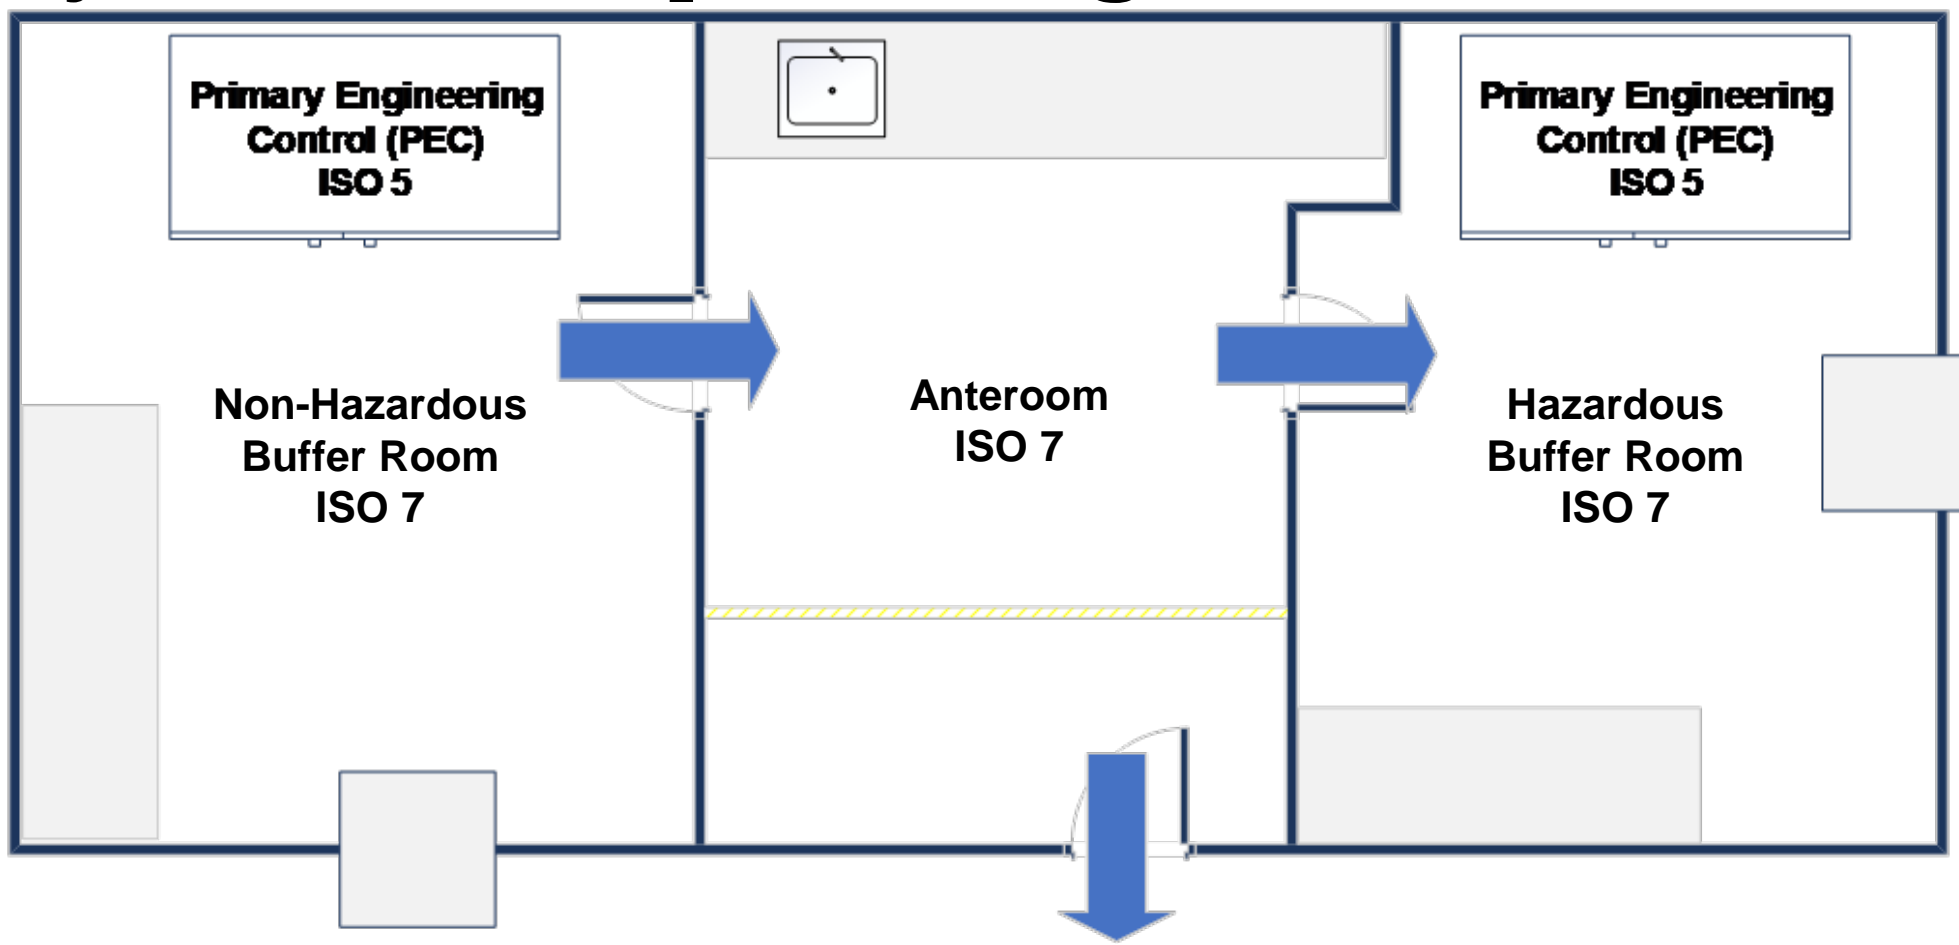 Primary Engineering
Control (PEC)
ISO 5
Primary Engineering
Control (PEC)
ISO 5
Non-Hazardous
Buffer Room
ISO 7
Anteroom
ISO 7
Hazardous
Buffer Room
ISO 7